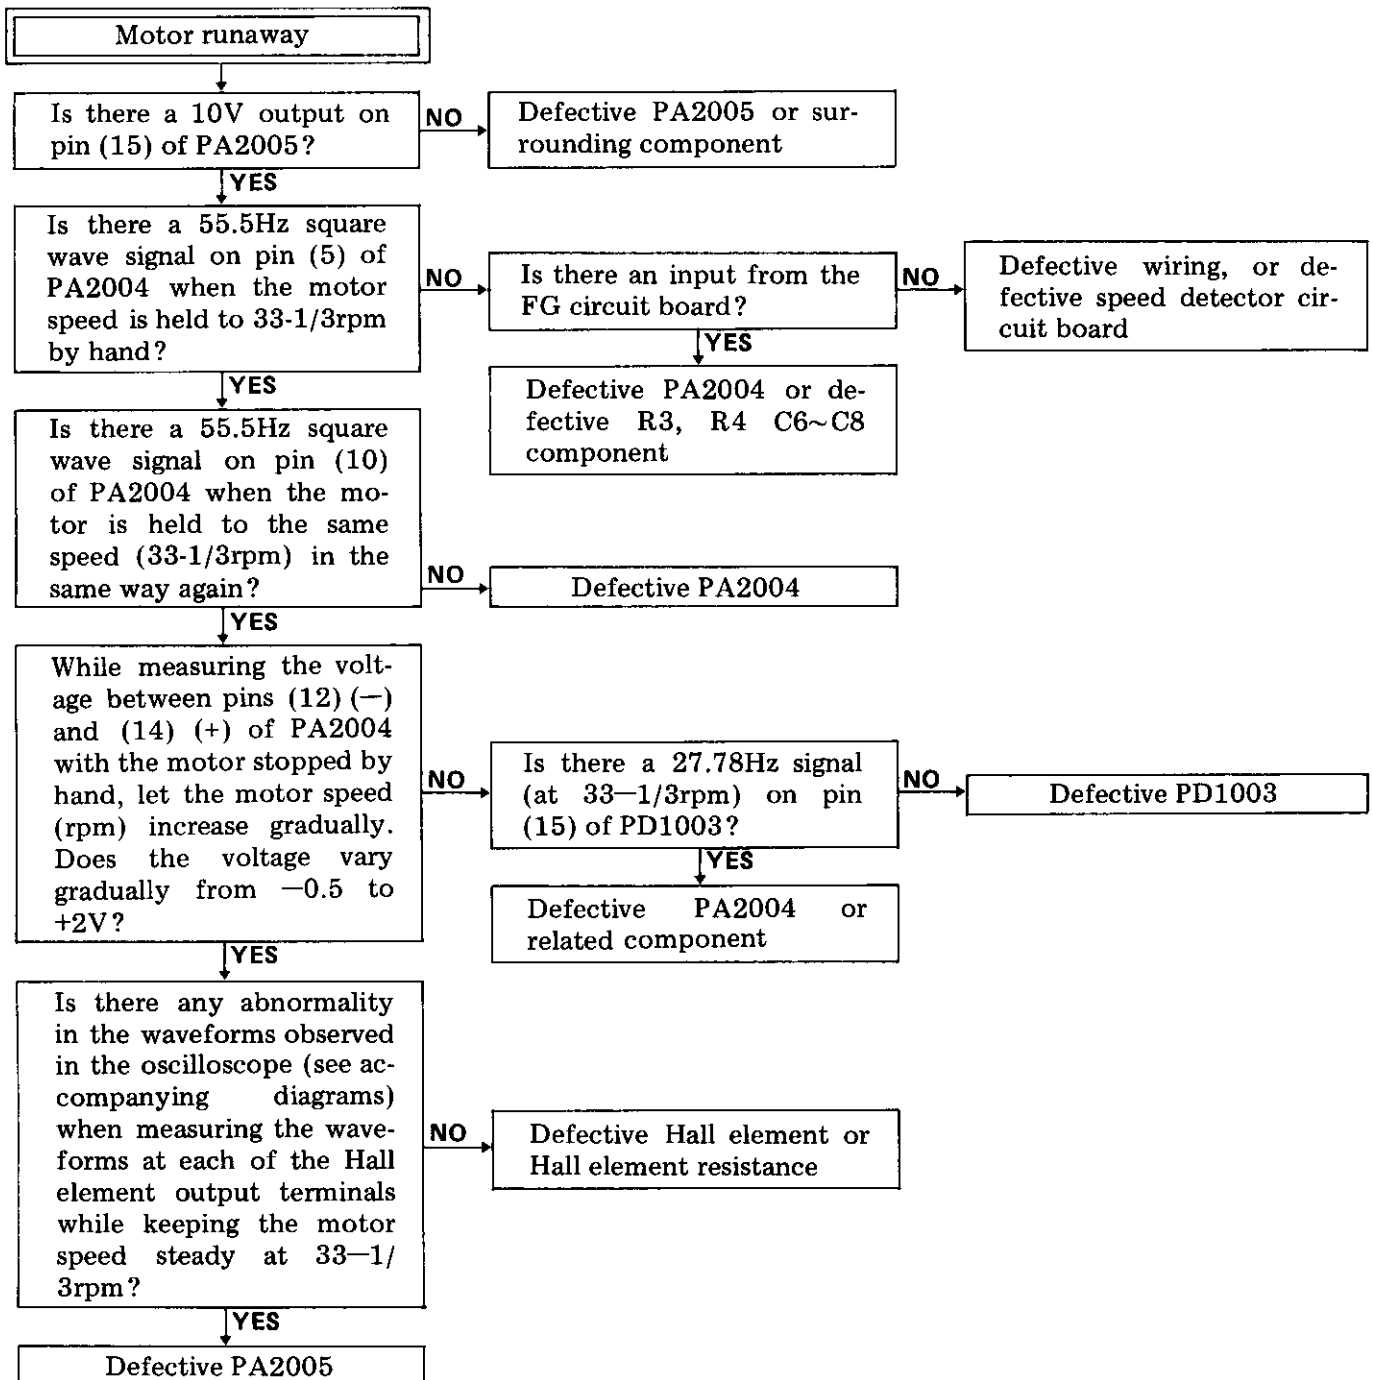 Motor runaway
Is there a 10V output on
pin (15) of PA2005?
NO
Defective PA2005 or sur-
rounding component
YES
Is there a 55.5Hz square
wave signal on pin (5) of
PA2004 when the motor
speed is held to 33-1/3rpm
by hand?
NO
Is there an input from the
FG circuit board?
NO
Defective wiring, or de-
fective speed detector cir-
cuit board
YES
Defective PA2004 or de-
fective R3, R4 C6~C8
component
YES
Is there a 55.5Hz square
wave signal on pin (10)
of PA2004 when the mo-
tor is held to the same
speed (33-1/3rpm) in the
same way again?
NO
Defective PA2004
YES
While measuring the volt-
age between pins (12) (—)
and (14) (+) of PA2004
with the motor stopped by
hand, let the motor speed
(rpm) increase gradually.
Does the voltage vary
gradually from —0.5 to
+2V?
NO
Is there a 27.78Hz signal
(at 33—1/3rpm) on pin
(15) of PD1003?
NO
Defective PD1003
YES
Defective PA2004 or
related component
YES
Is there any abnormality
in the waveforms observed
in the oscilloscope (see ac-
companying diagrams)
when measuring the wave-
forms at each of the Hall
element output terminals
while keeping the motor
speed steady at 33—1/
3rpm?
NO
Defective Hall element or
Hall element resistance
YES
Defective PA2005